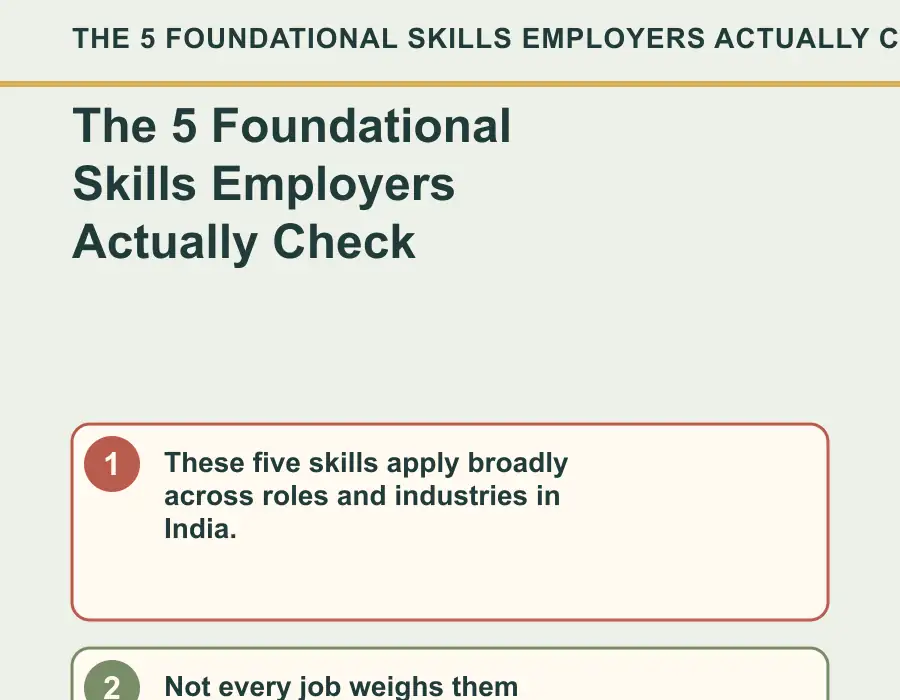 THE 5 FOUNDATIONAL SKILLS EMPLOYERS ACTUALLY
The 5 Foundational
Skills Employers
Actually Check
1
These five skills apply broadly
across roles and industries in
India.
2
Not every job weighs them